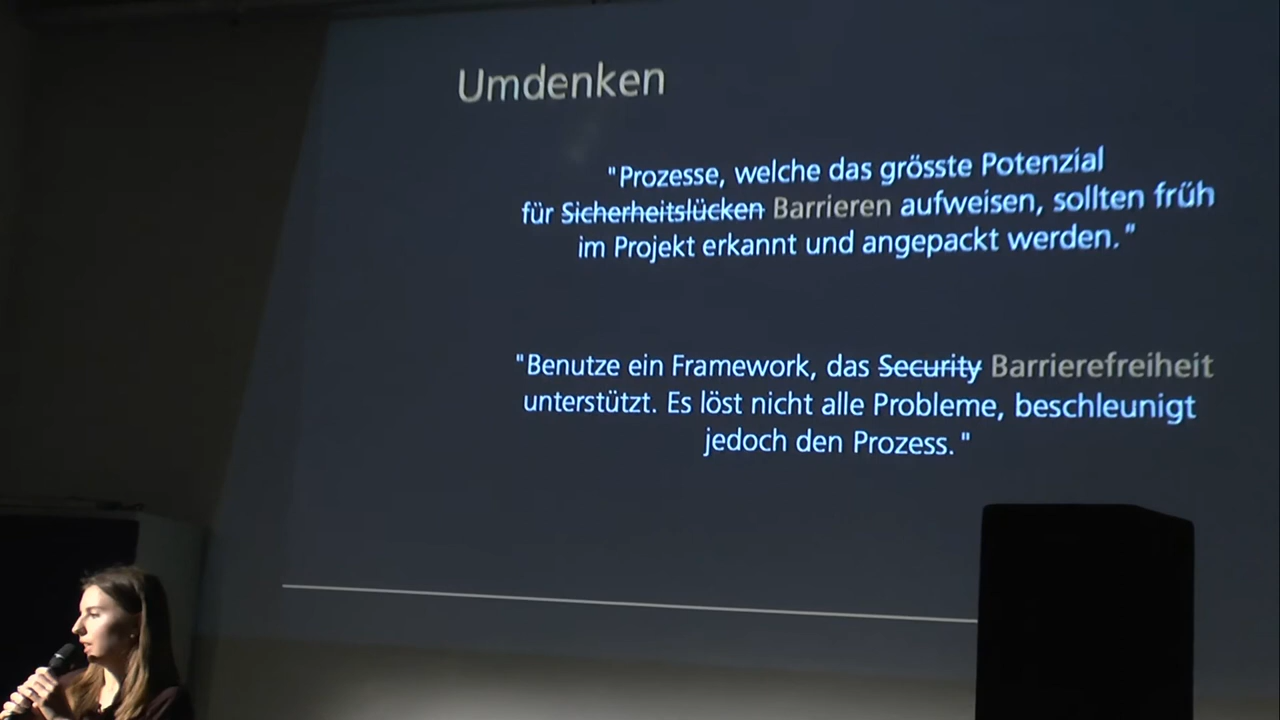 Umdenken
"Prozesse, welche das grösste Potenzial
für Sicherheitslücken Barrieren aufweisen, sollten früh
im Projekt erkannt und angepackt werden."
"Benutze ein Framework, das Security Barrierefreiheit
unterstützt. Es löst nicht alle Probleme, beschleunigt
jedoch den Prozess."